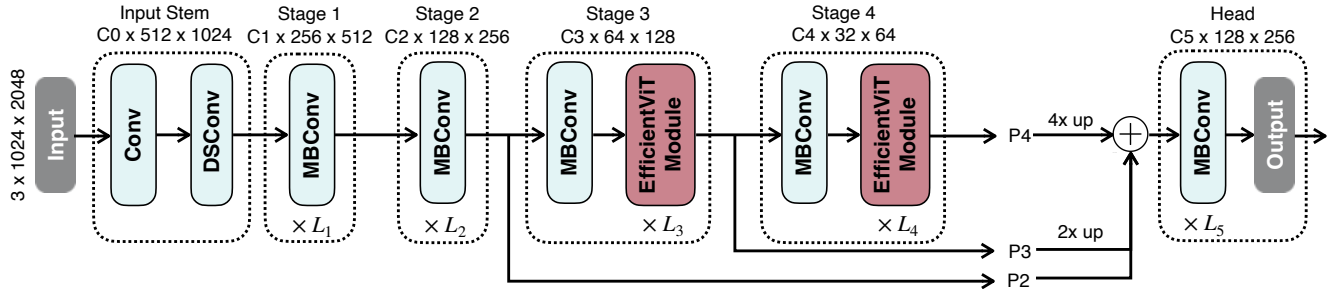 Input Stem
C0 x 512 x 1024
Stage 1
C1 x 256 x 512
Stage 2
C2 x 128 x 256
Stage 3
C3 x 64 x 128
Stage 4
C4 x 32 x 64
Head
C5 x 128 x 256
3 x 1024 x 2048
Input
Conv
DSConv
MBConv
× L₁
MBConv
× L₂
MBConv
EfficientViT
Module
× L₃
MBConv
EfficientViT
Module
× L₄
P4
4x up
+
MBConv
× L₅
Output
P3
2x up
P2